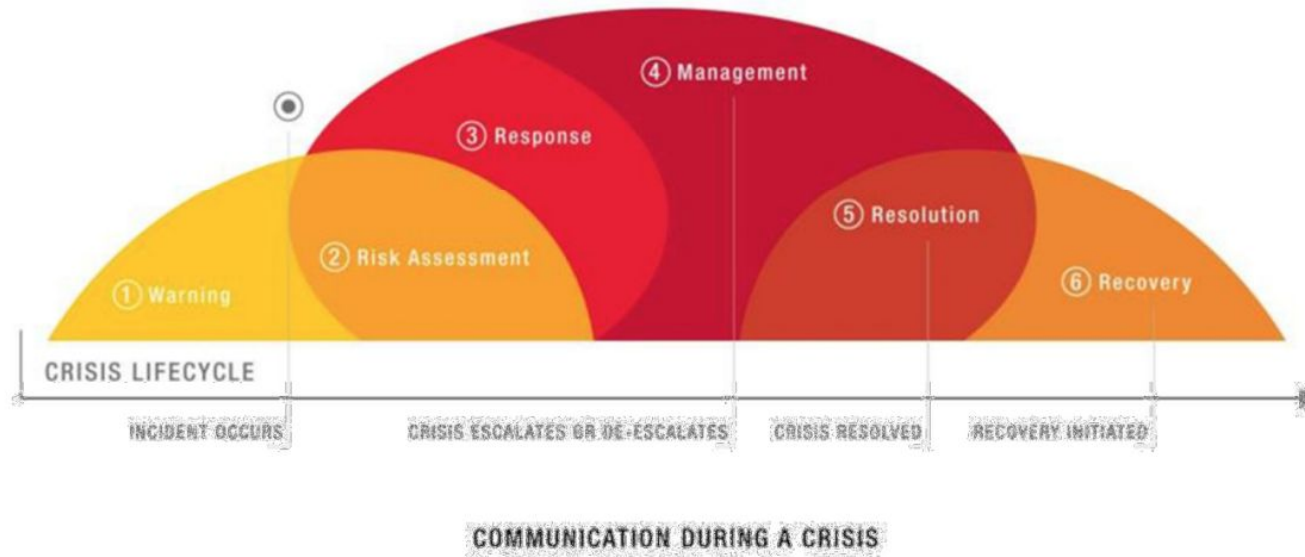 4 Management
3 Response
5 Resolution
2 Risk Assessment
6 Recovery
1 Warning
CRISIS LIFECYCLE
INCIDENT OCCURS
CRISIS ESCALATES OR DE-ESCALATES
CRISIS RESOLVED
RECOVERY INITIATED
COMMUNICATION DURING A CRISIS